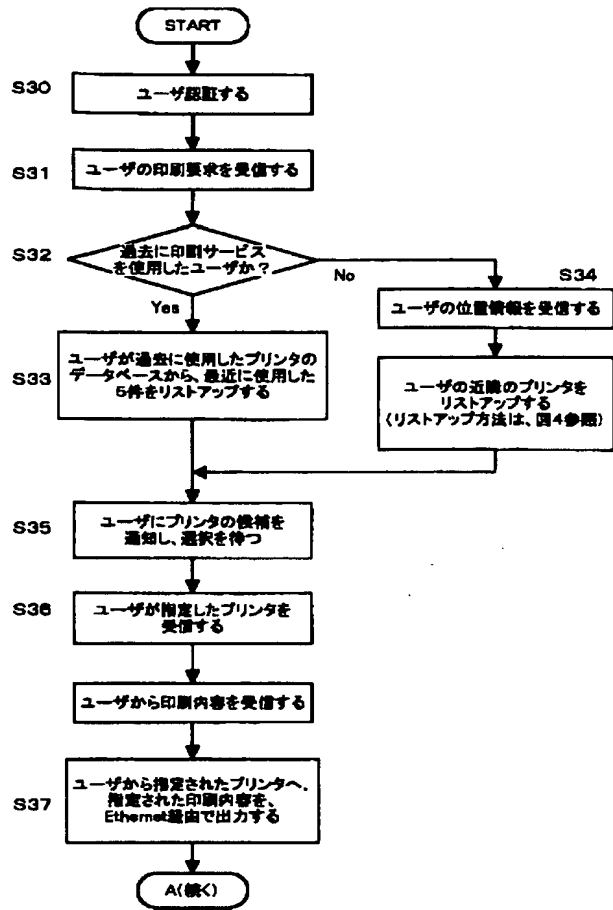 START
S30
ユーザ認証する
S31
ユーザの印刷要求を受信する
S32
過去に印刷サービス
を使用したユーザか？
No
Yes
S34
ユーザの位置情報を受信する
S33
ユーザが過去に使用したプリンタの
データベースから、最近に使用した
5件をリストアップする
ユーザの近隣のプリンタを
リストアップする
(リストアップ方法は、図4参照)
S35
ユーザにプリンタの候補を
通知し、選択を待つ
S36
ユーザが指定したプリンタを
受信する
ユーザから印刷内容を受信する
S37
ユーザから指定されたプリンタへ、
指定された印刷内容を、
Ethernet経由で出力する
A(続く)